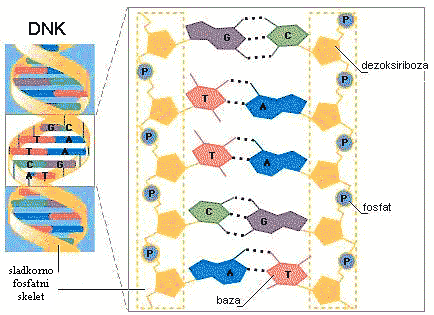 DNK
P
P
G C
dezoksiriboza
P
T A
P
G C
T A
T A
C G
A T
P
T A
P
C G
fosfat
P
P
sladkorno
fosfatni
skelet
A T
baza